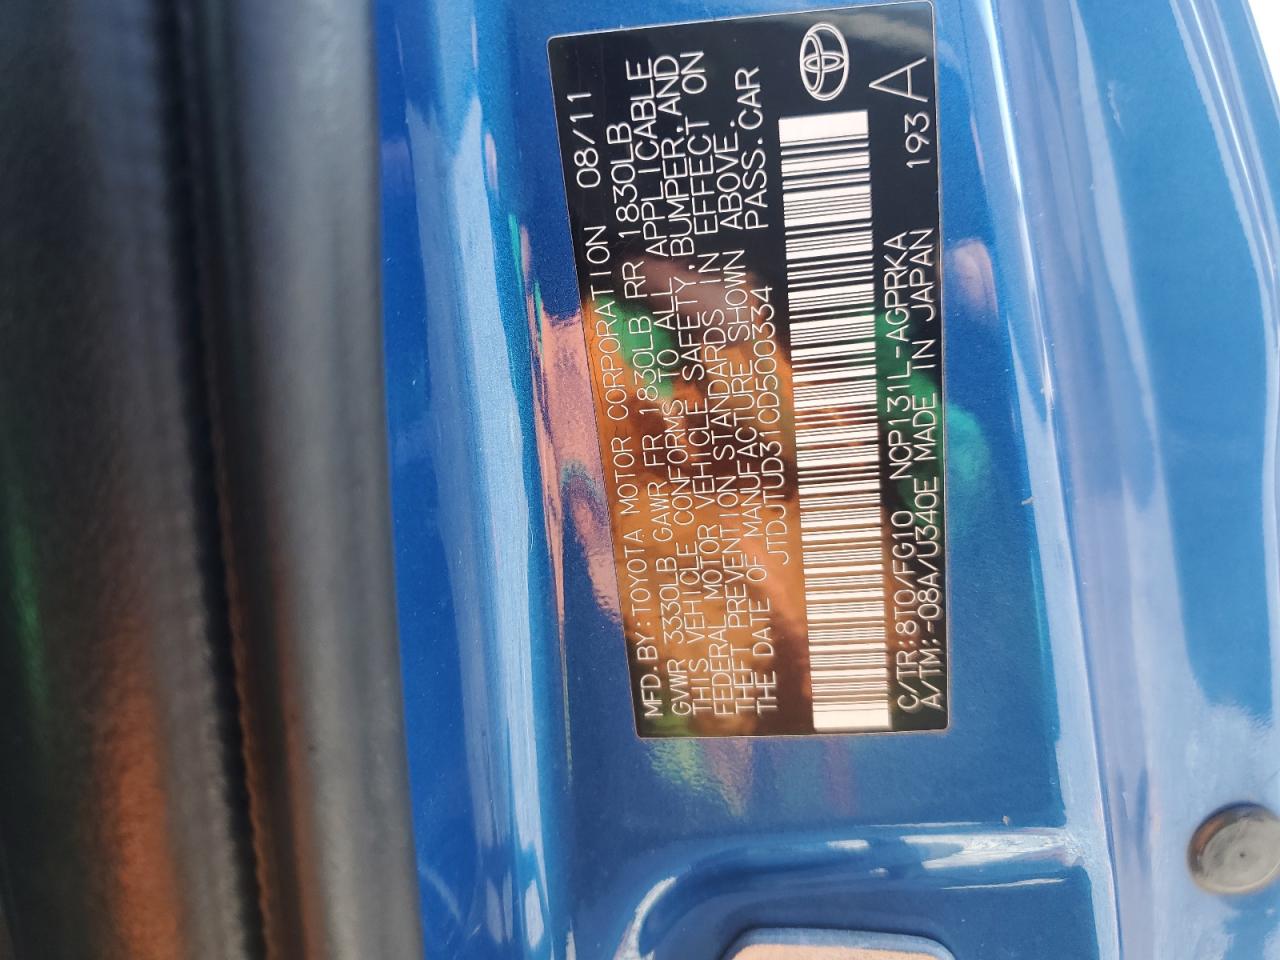 MFD. BY: TOYOTA MOTOR CORPORATION 08/11
GVWR 3330LB GAWR FR 1830LB RR 1830LB
THIS VEHICLE CONFORMS TO ALL APPLICABLE
FEDERAL MOTOR VEHICLE SAFETY, BUMPER, AND
THEFT PREVENTION STANDARDS IN EFFECT ON
THE DATE OF MANUFACTURE SHOWN ABOVE.
JTDJTUD31CD500334 PASS. CAR
C/TR: 8T0/FG10 NCP131L-AGPRKA
A/TM: -08A/U340E MADE IN JAPAN 193 A